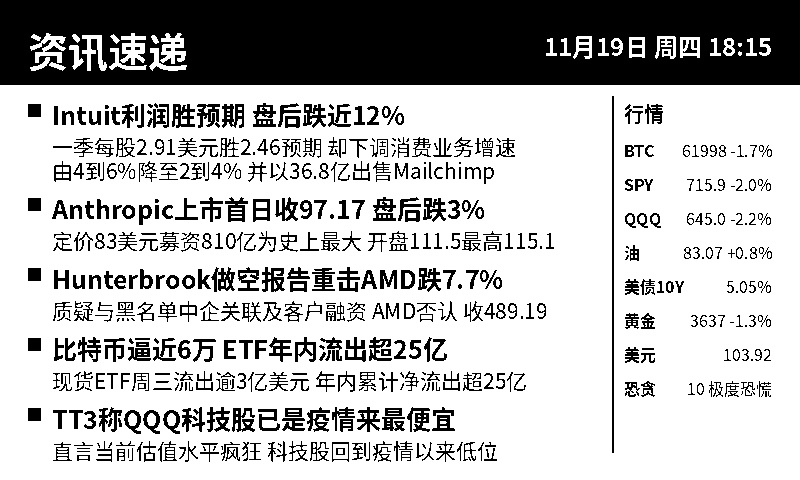 资讯速递
11月19日 周四 18:15
Intuit利润胜预期 盘后跌近12%
一季每股2.91美元胜2.46预期 却下调消费业务增速
由4到6%降至2到4% 并以36.8亿出售Mailchimp
Anthropic上市首日收97.17 盘后跌3%
定价83美元募资810亿为史上最大 开盘111.5最高115.1
Hunterbrook做空报告重击AMD跌7.7%
质疑与黑名单中企关联及客户融资 AMD否认 收489.19
比特币逼近6万 ETF年内流出超25亿
现货ETF周三流出逾3亿美元 年内累计净流出超25亿
TT3称QQQ科技股已是疫情来最便宜
直言当前估值水平疯狂 科技股回到疫情以来低位
行情
BTC 61998 -1.7%
SPY 715.9 -2.0%
QQQ 645.0 -2.2%
油 83.07 +0.8%
美债10Y 5.05%
黄金 3637 -1.3%
美元 103.92
恐贪 10 极度恐慌